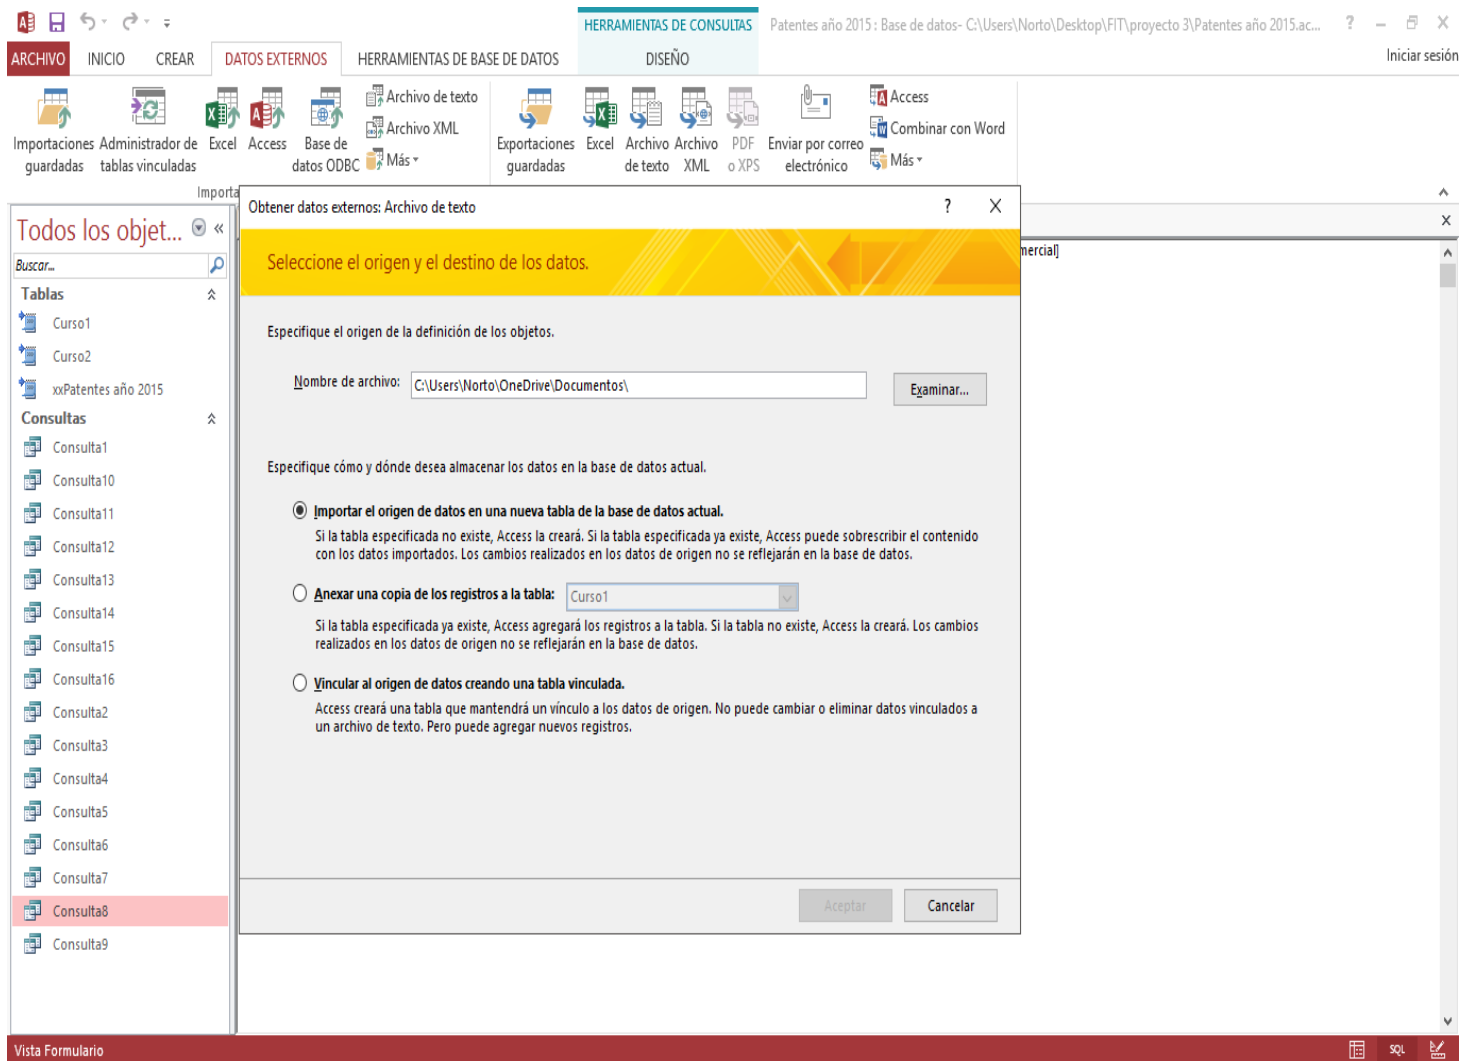 HERRAMIENTAS DE CONSULTAS
Patentes año 2015 : Base de datos- C:\Users\Norto\Desktop\FIT\proyecto 3\Patentes año 2015.ac...
?
ARCHIVO INICIO CREAR DATOS EXTERNOS HERRAMIENTAS DE BASE DE DATOS DISEÑO Iniciar sesión
Importaciones guardadas
Administrador de tablas vinculadas
Excel
Access
Base de datos ODBC
Archivo de texto
Archivo XML
Más
Exportaciones guardadas
Excel
Archivo de texto
Archivo XML
PDF o XPS
Enviar por correo electrónico
Access
Combinar con Word
Más
Importa
Todos los objet... «
Buscar...
Tablas
Curso1
Curso2
xxPatentes año 2015
Consultas
Consulta1
Consulta10
Consulta11
Consulta12
Consulta13
Consulta14
Consulta15
Consulta16
Consulta2
Consulta3
Consulta4
Consulta5
Consulta6
Consulta7
Consulta8
Consulta9
Obtener datos externos: Archivo de texto ? X
mercial]
Seleccione el origen y el destino de los datos.
Especifique el origen de la definición de los objetos.
Nombre de archivo: C:\Users\Norto\OneDrive\Documentos\ Examinar...
Especifique cómo y dónde desea almacenar los datos en la base de datos actual.
Importar el origen de datos en una nueva tabla de la base de datos actual.
Si la tabla especificada no existe, Access la creará. Si la tabla especificada ya existe, Access puede sobrescribir el contenido
con los datos importados. Los cambios realizados en los datos de origen no se reflejarán en la base de datos.
Anexar una copia de los registros a la tabla: Curso1
Si la tabla especificada ya existe, Access agregará los registros a la tabla. Si la tabla no existe, Access la creará. Los cambios
realizados en los datos de origen no se reflejarán en la base de datos.
Vincular al origen de datos creando una tabla vinculada.
Access creará una tabla que mantendrá un vínculo a los datos de origen. No puede cambiar o eliminar datos vinculados a
un archivo de texto. Pero puede agregar nuevos registros.
Aceptar Cancelar
Vista Formulario SQL